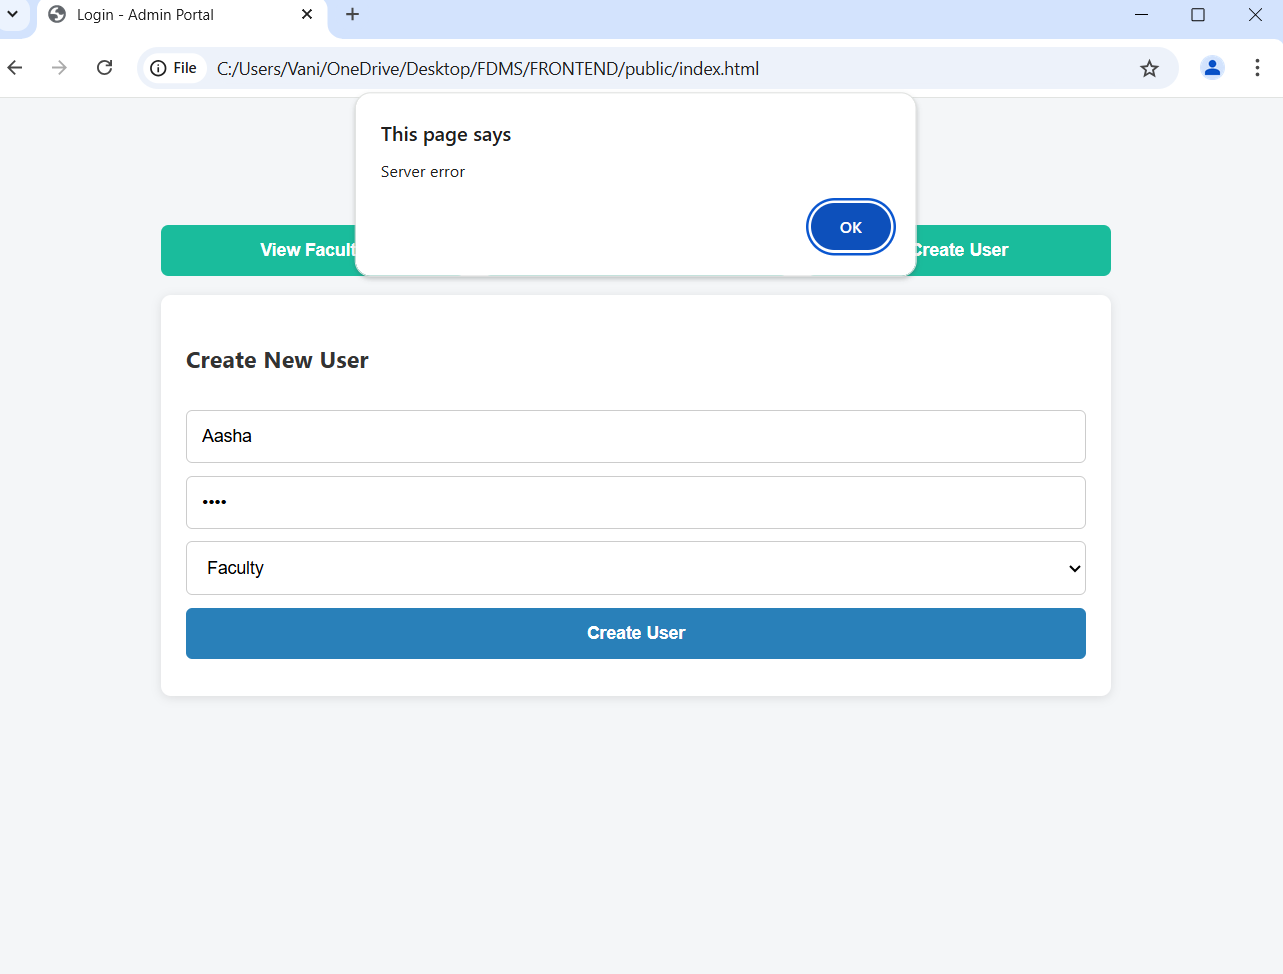 Login - Admin Portal
File
C:/Users/Vani/OneDrive/Desktop/FDMS/FRONTEND/public/index.html
This page says
Server error
OK
View Facult
Create User
Create New User
Aasha
••••
Faculty
Create User